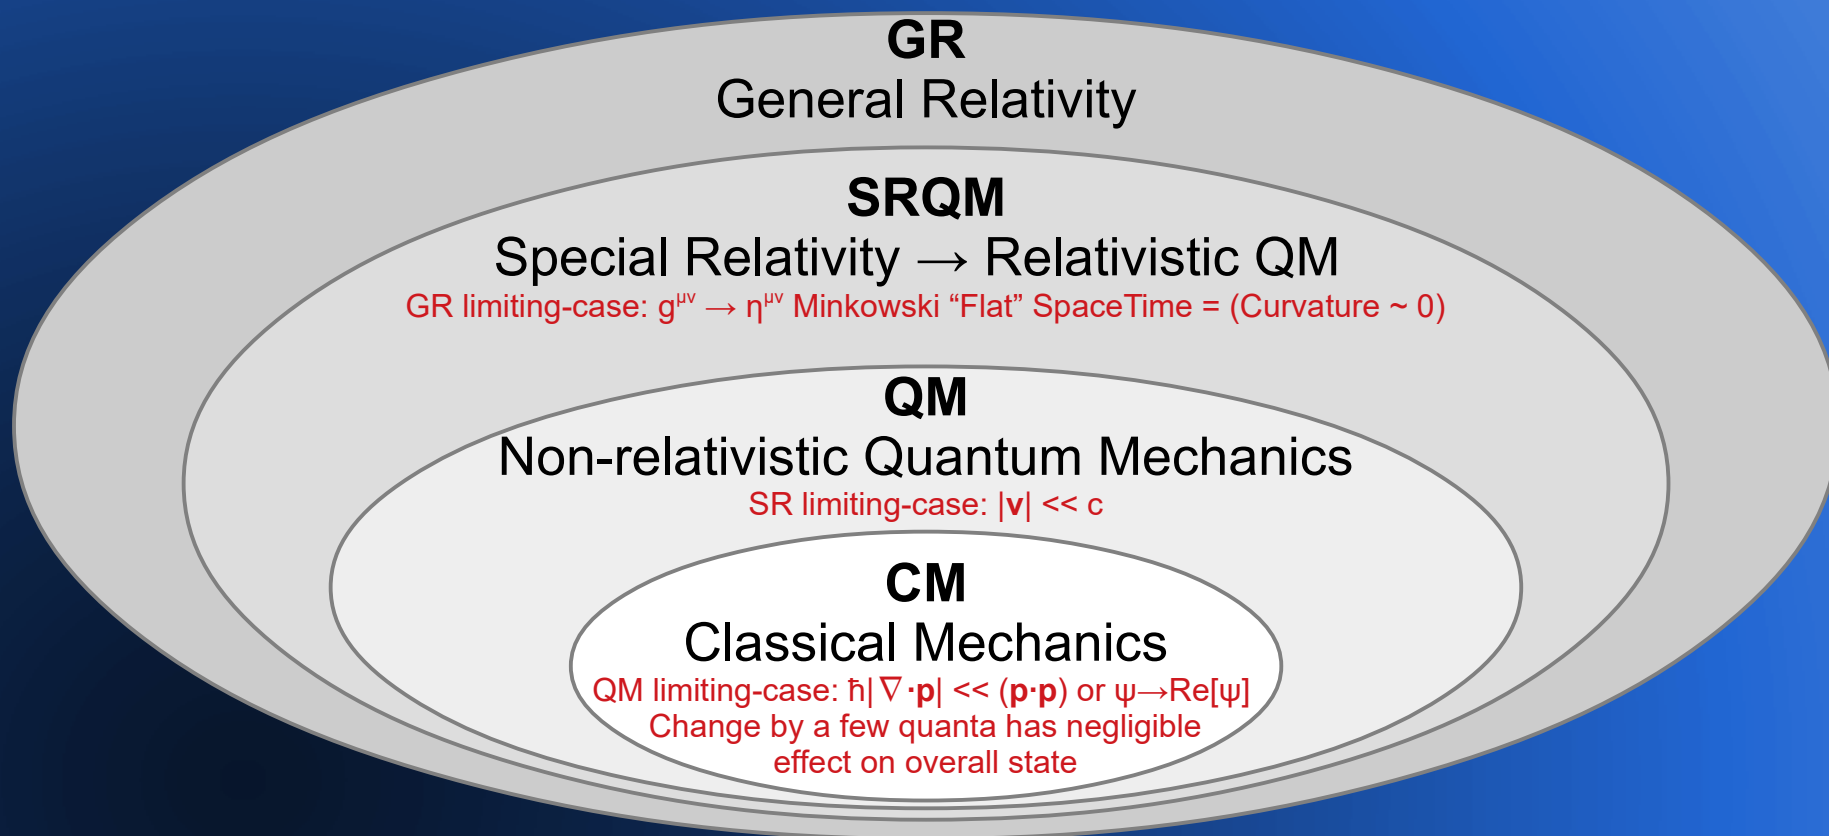 GR
General Relativity
SRQM
Special Relativity → Relativistic QM
GR limiting-case: g^μν → η^μν Minkowski “Flat” SpaceTime = (Curvature ~ 0)
QM
Non-relativistic Quantum Mechanics
SR limiting-case: |v| << c
CM
Classical Mechanics
QM limiting-case: ħ|∇·p| << (p·p) or ψ→Re[ψ]
Change by a few quanta has negligible
effect on overall state